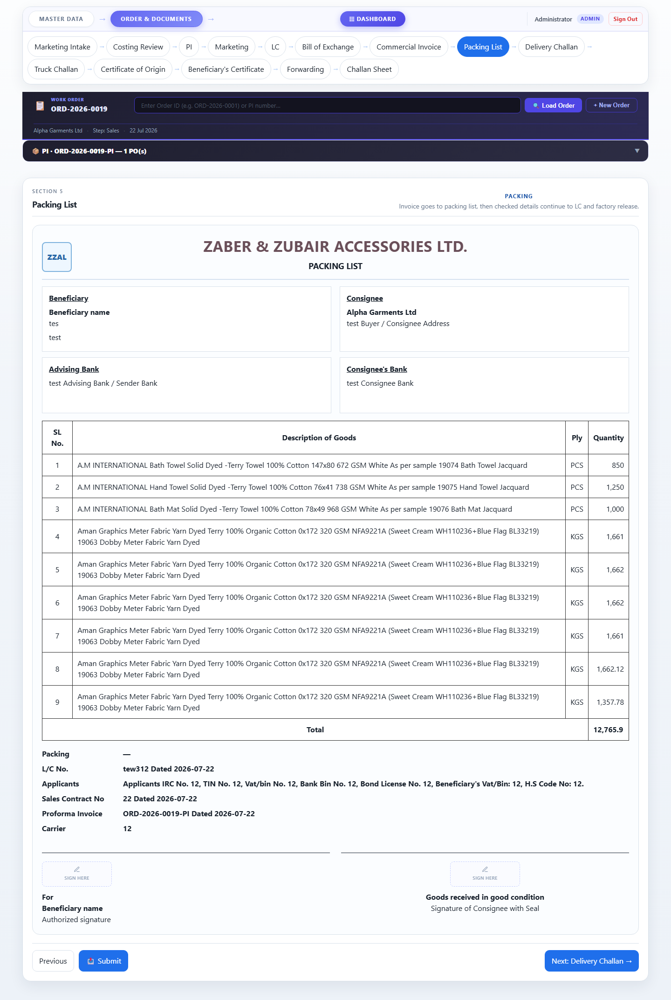 MASTER DATA → ORDER & DOCUMENTS → DASHBOARD Administrator ADMIN Sign Out
Marketing Intake → Costing Review → PI → Marketing → LC → Bill of Exchange → Commercial Invoice → Packing List → Delivery Challan →
Truck Challan → Certificate of Origin → Beneficiary's Certificate → Forwarding → Challan Sheet
WORK ORDER
ORD-2026-0019
Enter Order ID (e.g. ORD-2026-0001) or PI number...
Load Order
+ New Order
Alpha Garments Ltd · Step: Sales · 22 Jul 2026
PI · ORD-2026-0019-PI — 1 PO(s) ▼
SECTION 5
Packing List
PACKING
Invoice goes to packing list, then checked details continue to LC and factory release.
ZZAL
ZABER & ZUBAIR ACCESSORIES LTD.
PACKING LIST
Beneficiary
Beneficiary name
tes
test
Consignee
Alpha Garments Ltd
test Buyer / Consignee Address
Advising Bank
test Advising Bank / Sender Bank
Consignee's Bank
test Consignee Bank
SL No. Description of Goods Ply Quantity
1 A.M INTERNATIONAL Bath Towel Solid Dyed -Terry Towel 100% Cotton 147x80 672 GSM White As per sample 19074 Bath Towel Jacquard PCS 850
2 A.M INTERNATIONAL Hand Towel Solid Dyed -Terry Towel 100% Cotton 76x41 738 GSM White As per sample 19075 Hand Towel Jacquard PCS 1,250
3 A.M INTERNATIONAL Bath Mat Solid Dyed -Terry Towel 100% Cotton 78x49 968 GSM White As per sample 19076 Bath Mat Jacquard PCS 1,000
4 Aman Graphics Meter Fabric Yarn Dyed Terry 100% Organic Cotton 0x172 320 GSM NFA9221A (Sweet Cream WH110236+Blue Flag BL33219)
19063 Dobby Meter Fabric Yarn Dyed KGS 1,661
5 Aman Graphics Meter Fabric Yarn Dyed Terry 100% Organic Cotton 0x172 320 GSM NFA9221A (Sweet Cream WH110236+Blue Flag BL33219)
19063 Dobby Meter Fabric Yarn Dyed KGS 1,662
6 Aman Graphics Meter Fabric Yarn Dyed Terry 100% Organic Cotton 0x172 320 GSM NFA9221A (Sweet Cream WH110236+Blue Flag BL33219)
19063 Dobby Meter Fabric Yarn Dyed KGS 1,662
7 Aman Graphics Meter Fabric Yarn Dyed Terry 100% Organic Cotton 0x172 320 GSM NFA9221A (Sweet Cream WH110236+Blue Flag BL33219)
19063 Dobby Meter Fabric Yarn Dyed KGS 1,661
8 Aman Graphics Meter Fabric Yarn Dyed Terry 100% Organic Cotton 0x172 320 GSM NFA9221A (Sweet Cream WH110236+Blue Flag BL33219)
19063 Dobby Meter Fabric Yarn Dyed KGS 1,662.12
9 Aman Graphics Meter Fabric Yarn Dyed Terry 100% Organic Cotton 0x172 320 GSM NFA9221A (Sweet Cream WH110236+Blue Flag BL33219)
19063 Dobby Meter Fabric Yarn Dyed KGS 1,357.78
Total 12,765.9
Packing —
L/C No. tew312 Dated 2026-07-22
Applicants Applicants IRC No. 12, TIN No. 12, Vat/bin No. 12, Bank Bin No. 12, Bond License No. 12, Beneficiary's Vat/Bin: 12, H.S Code No: 12.
Sales Contract No 22 Dated 2026-07-22
Proforma Invoice ORD-2026-0019-PI Dated 2026-07-22
Carrier 12
SIGN HERE
For
Beneficiary name
Authorized signature
SIGN HERE
Goods received in good condition
Signature of Consignee with Seal
Previous
Submit
Next: Delivery Challan →